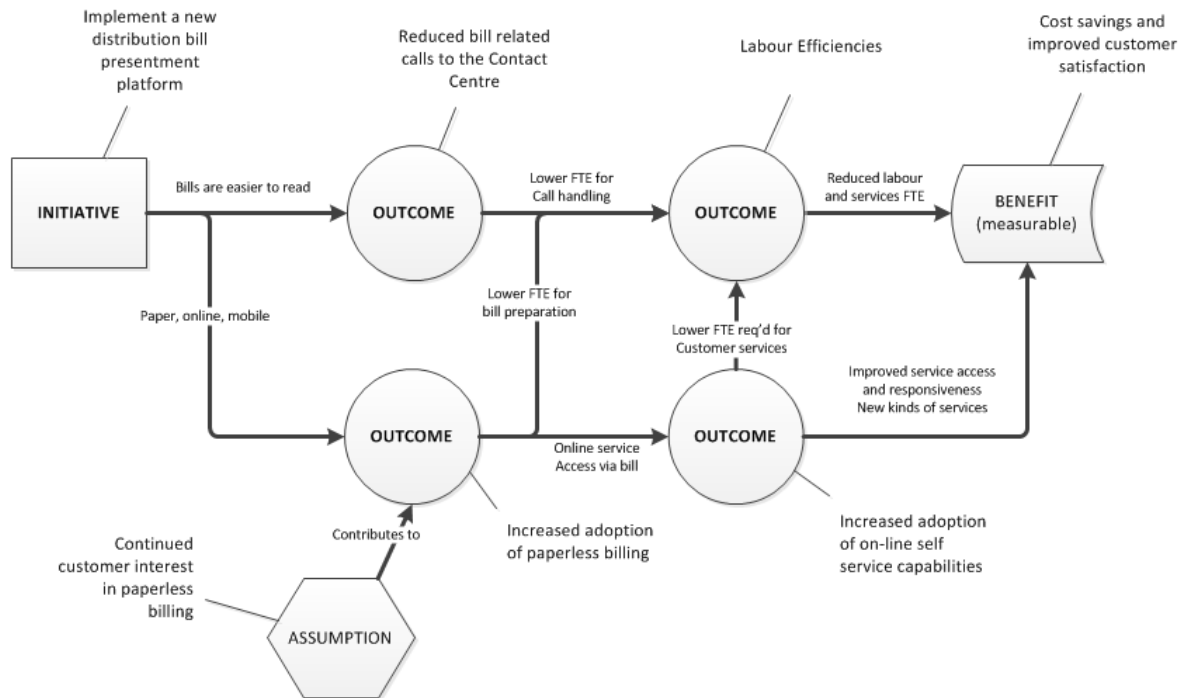 Implement a new
distribution bill
presentment
platform
Reduced bill related
calls to the Contact
Centre
Labour Efficiencies
Cost savings and
improved customer
satisfaction
INITIATIVE
Bills are easier to read
OUTCOME
Lower FTE for
Call handling
OUTCOME
Reduced labour
and services FTE
BENEFIT
(measurable)
Paper, online, mobile
Lower FTE for
bill preparation
Lower FTE req'd for
Customer services
OUTCOME
Online service
Access via bill
OUTCOME
Improved service access
and responsiveness
New kinds of services
Contributes to
Increased adoption
of paperless billing
Increased adoption
of on-line self
service capabilities
Continued
customer interest
in paperless
billing
ASSUMPTION